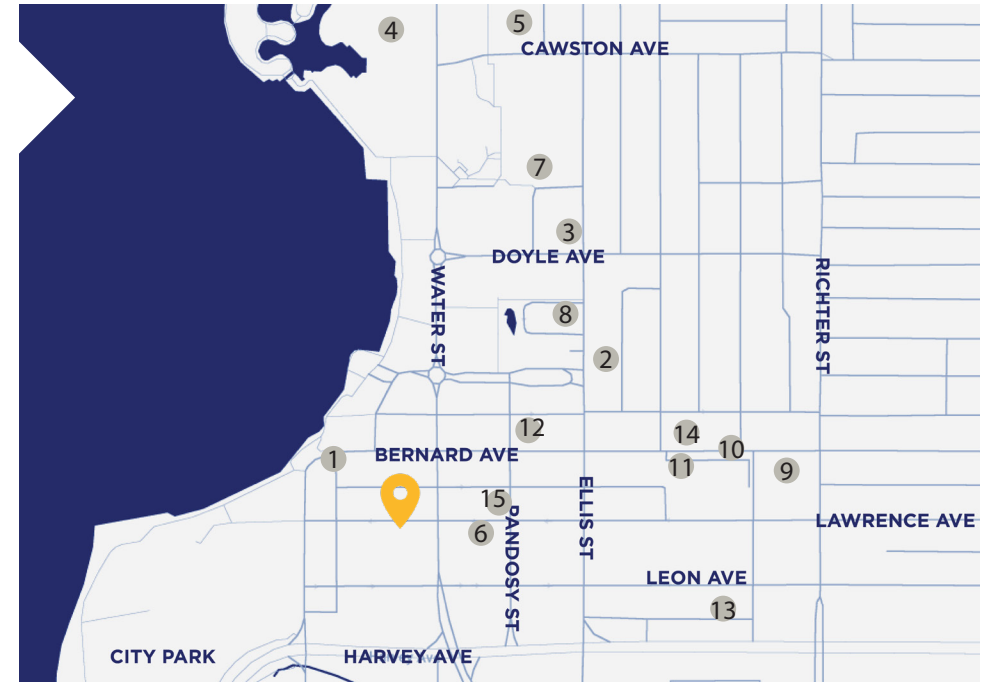 4
5
CAWSTON AVE
7
3
DOYLE AVE
WATER ST
RICHTER ST
8
2
12
14
10
1
BERNARD AVE
11
9
15
ELLIS ST
PANDOSY ST
6
LAWRENCE AVE
LEON AVE
13
CITY PARK
HARVEY AVE